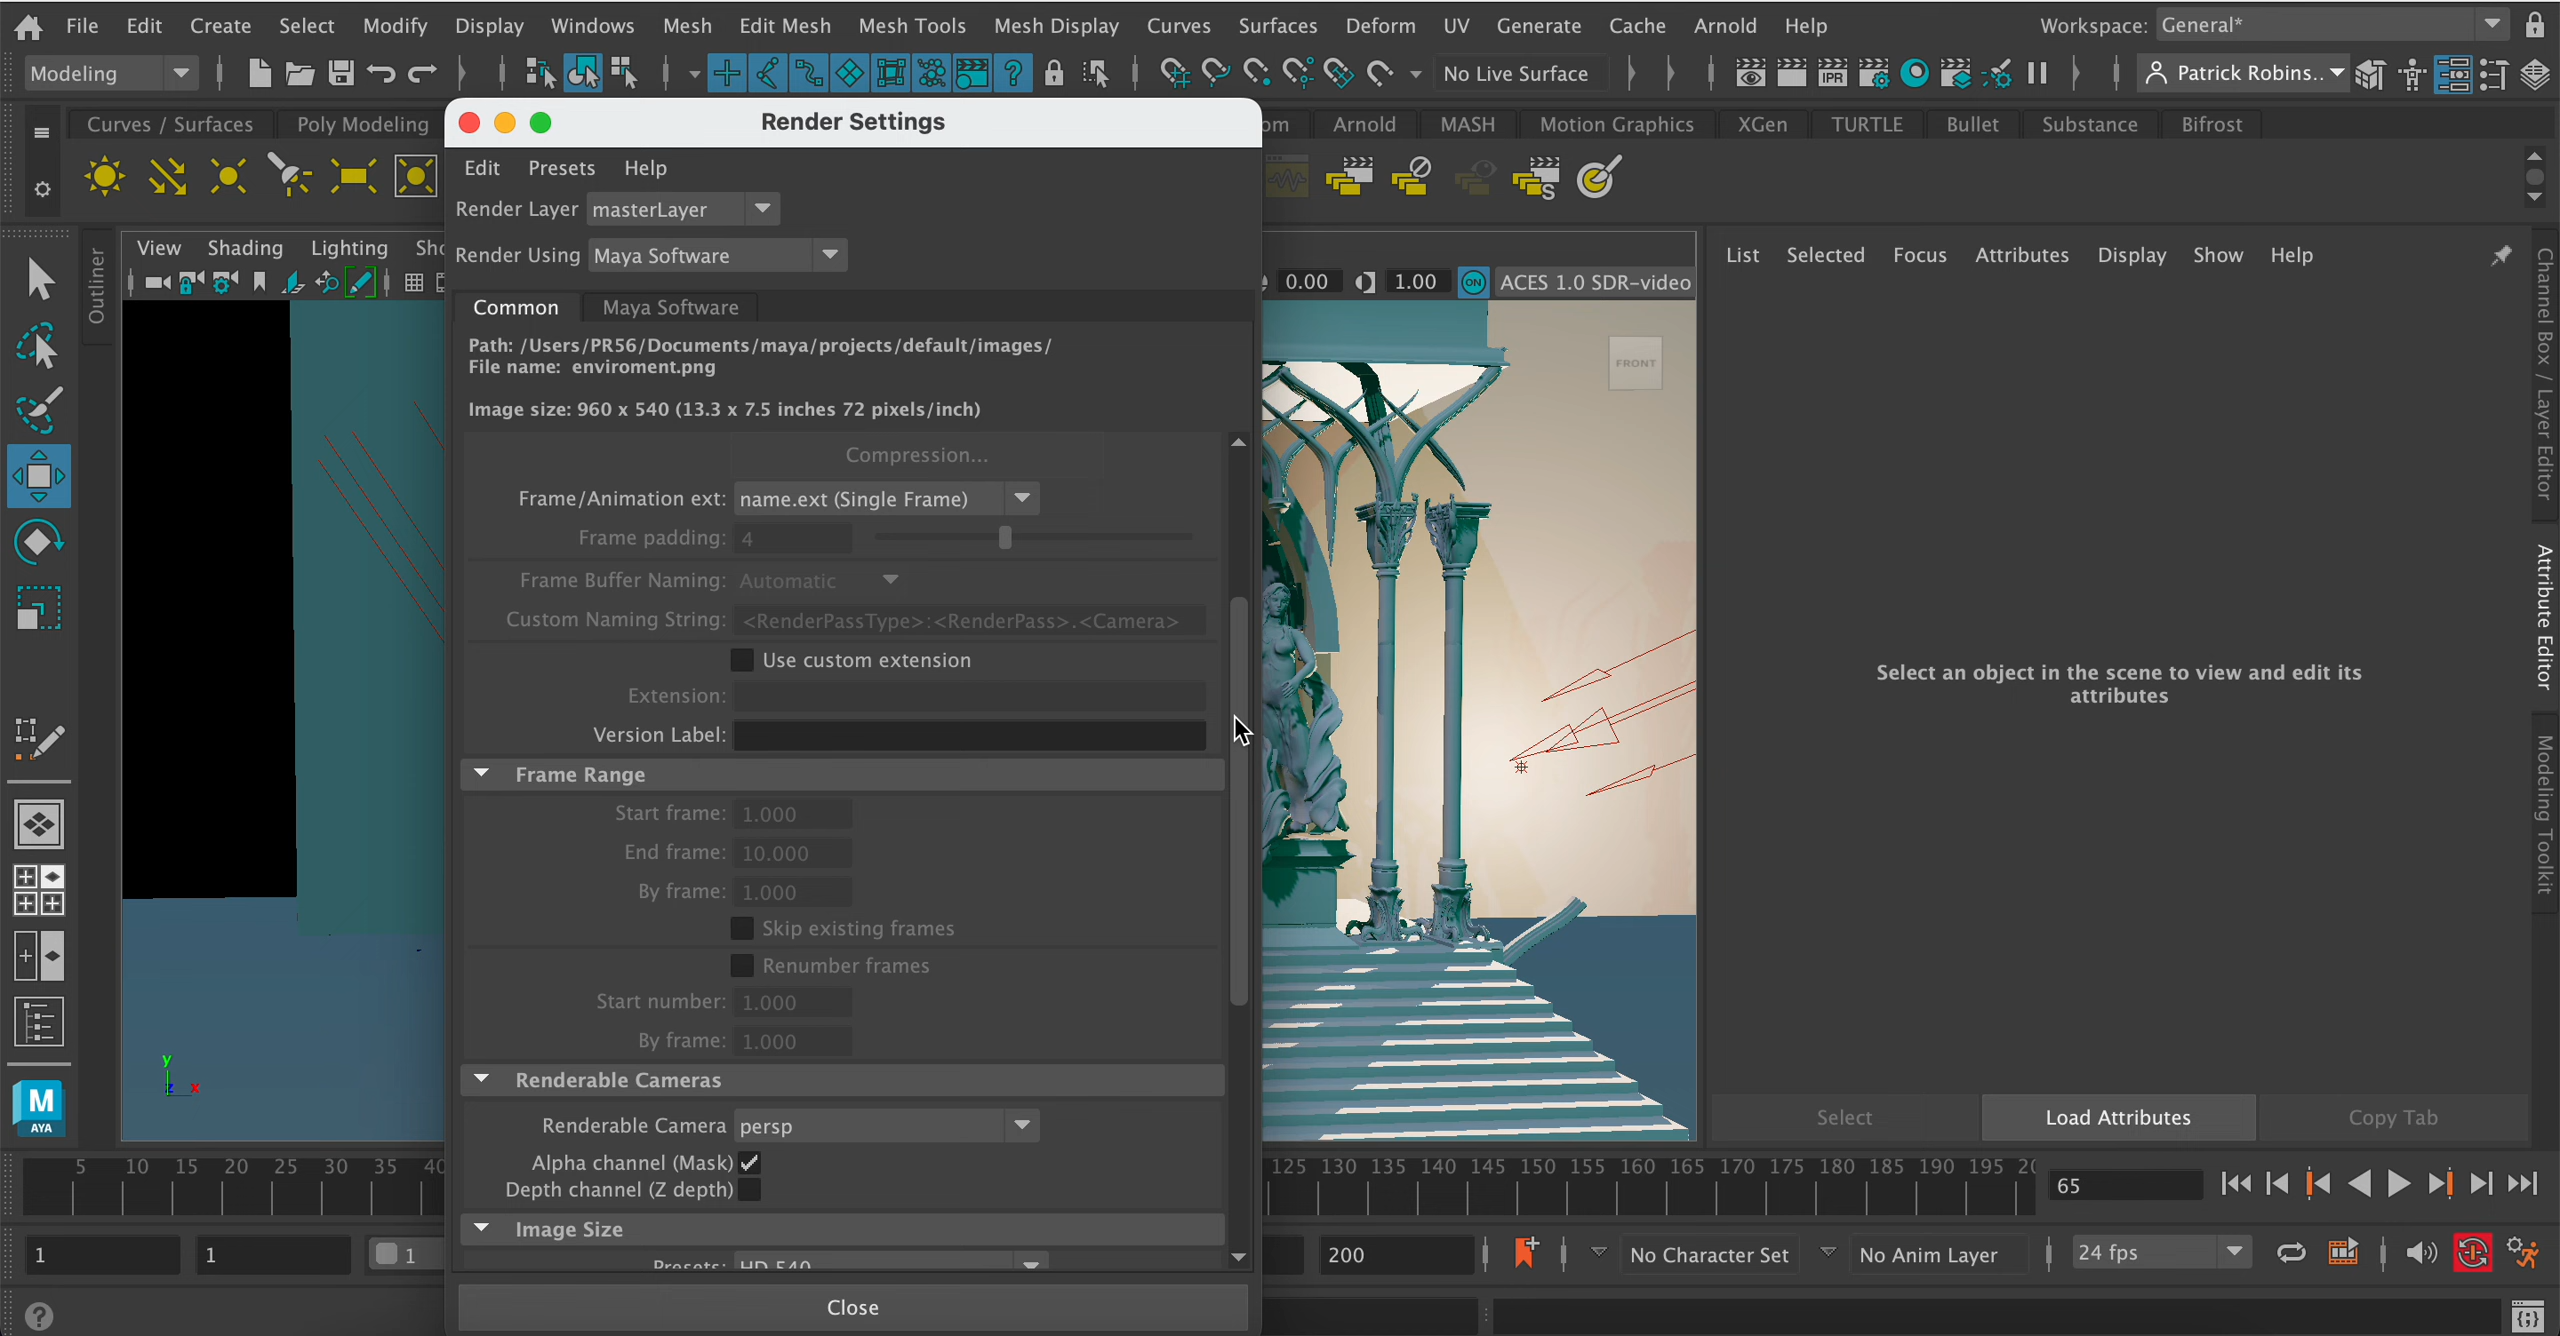 File Edit Create Select Modify Display Windows Mesh Edit Mesh Mesh Tools Mesh Display Curves Surfaces Deform UV Generate Cache Arnold Help Workspace: General*
Modeling No Live Surface IPR Patrick Robins..
Curves / Surfaces Poly Modeling Render Settings om Arnold MASH Motion Graphics XGen TURTLE Bullet Substance Bifrost
Edit Presets Help
Render Layer masterLayer
Render Using Maya Software
Common Maya Software
Path: /Users/PR56/Documents/maya/projects/default/images/
File name: enviroment.png
Image size: 960 x 540 (13.3 x 7.5 inches 72 pixels/inch)
Compression...
Frame/Animation ext: name.ext (Single Frame)
Frame padding: 4
Frame Buffer Naming: Automatic
Custom Naming String: <RenderPassType>:<RenderPass>.<Camera>
Use custom extension
Extension:
Version Label:
Frame Range
Start frame: 1.000
End frame: 10.000
By frame: 1.000
Skip existing frames
Renumber frames
Start number: 1.000
By frame: 1.000
Renderable Cameras
Renderable Camera persp
Alpha channel (Mask)
Depth channel (Z depth)
Image Size
Presets: HD 540
Close
Outliner
View Shading Lighting Sho
0.00 1.00 ON ACES 1.0 SDR-video
FRONT
y
z x
List Selected Focus Attributes Display Show Help
Select an object in the scene to view and edit its
attributes
Select Load Attributes Copy Tab
Channel Box / Layer Editor
Attribute Editor
Modeling Toolkit
M
AYA
5 10 15 20 25 30 35 40 125 130 135 140 145 150 155 160 165 170 175 180 185 190 195 20 65
1 1 1 200 No Character Set No Anim Layer 24 fps